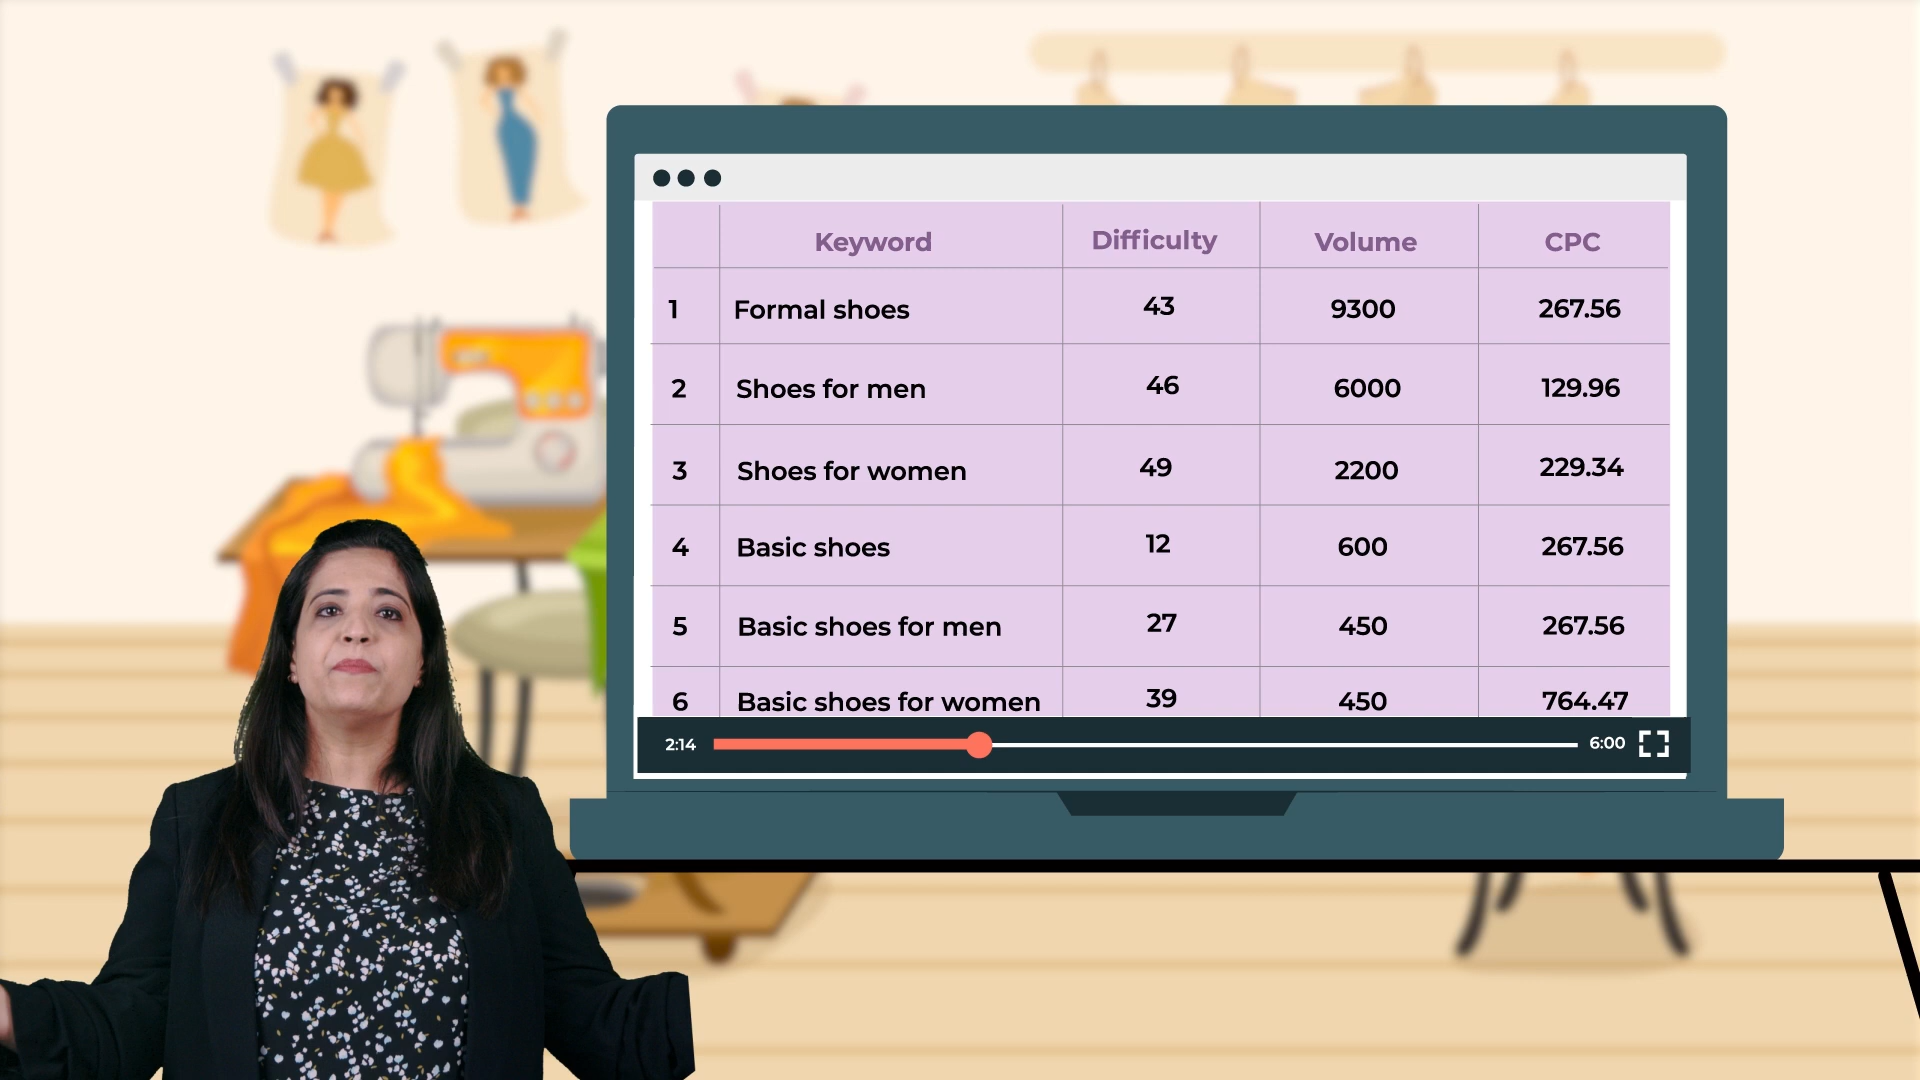 Keyword Difficulty Volume CPC
1 Formal shoes 43 9300 267.56
2 Shoes for men 46 6000 129.96
3 Shoes for women 49 2200 229.34
4 Basic shoes 12 600 267.56
5 Basic shoes for men 27 450 267.56
6 Basic shoes for women 39 450 764.47
2:14 6:00